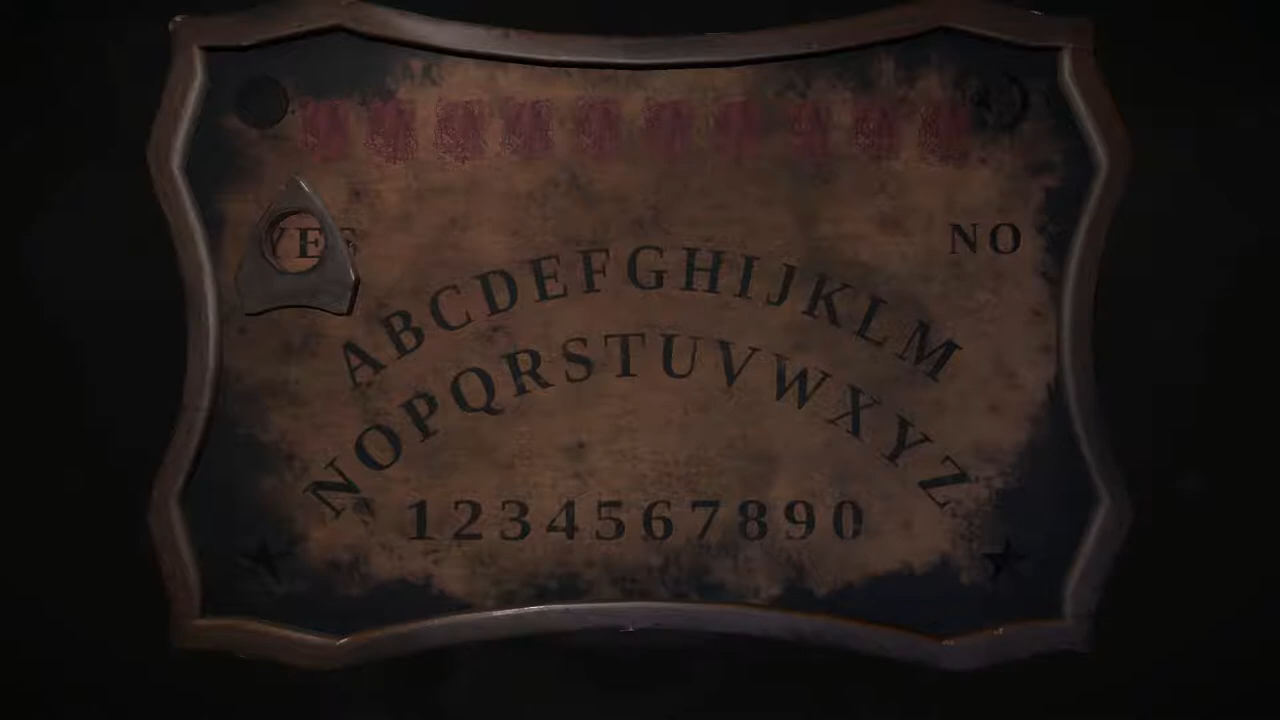 YES
NO
ABCDEFGHIJKLM
NOPQRSTUVWXYZ
1234567890